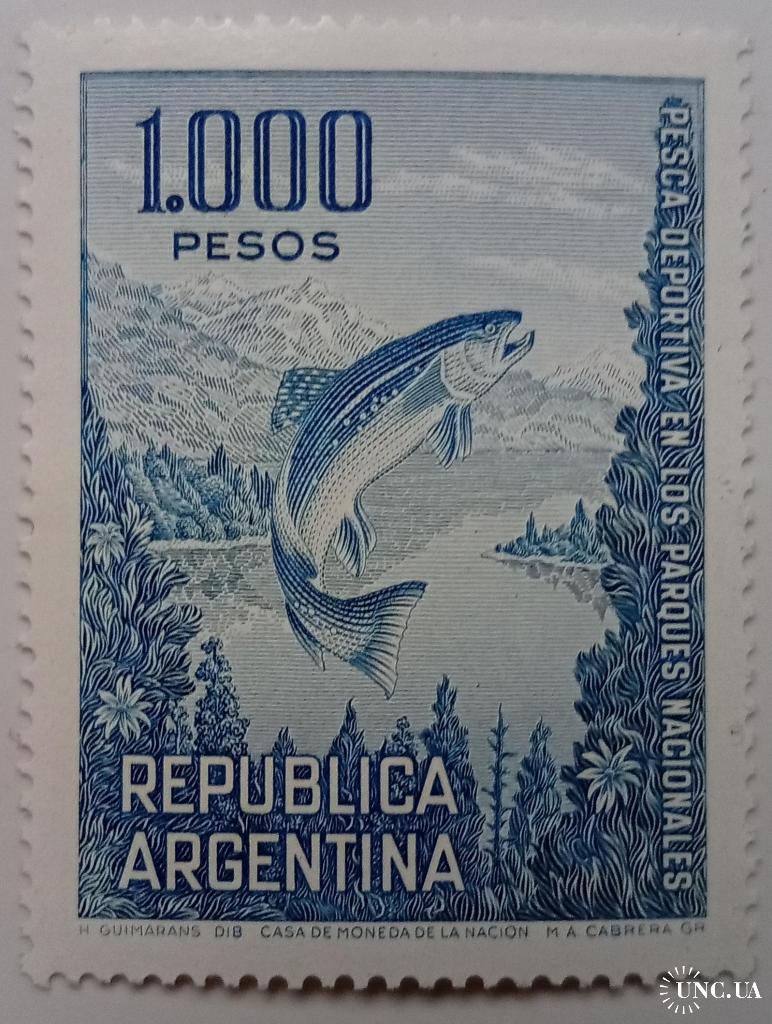 1.000
PESOS
PESCA DEPORTIVA EN LOS PARQUES NACIONALES
REPUBLICA
ARGENTINA
H GUIMARANS DIB CASA DE MONEDA DE LA NACION M A CABRERA GR
UNC.UA